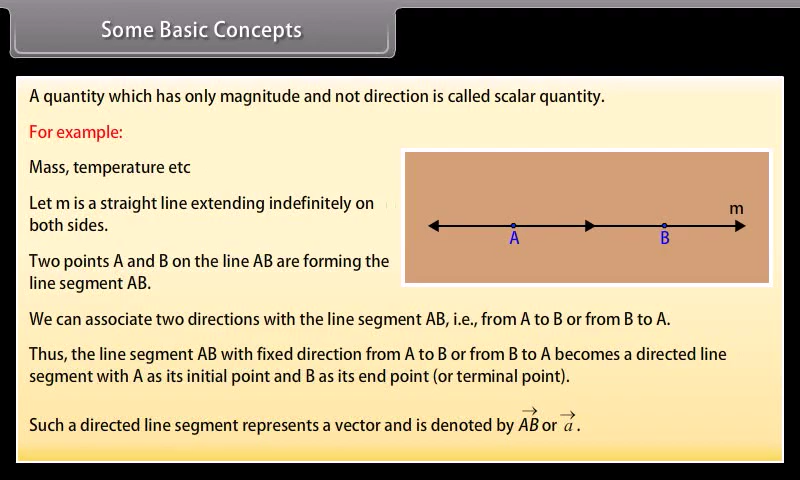 Some Basic Concepts
A quantity which has only magnitude and not direction is called scalar quantity.
For example:
Mass, temperature etc
Let m is a straight line extending indefinitely on
both sides.
m
A B
Two points A and B on the line AB are forming the
line segment AB.
We can associate two directions with the line segment AB, i.e., from A to B or from B to A.
Thus, the line segment AB with fixed direction from A to B or from B to A becomes a directed line
segment with A as its initial point and B as its end point (or terminal point).
Such a directed line segment represents a vector and is denoted by \overrightarrow{AB} or \overrightarrow{a}.